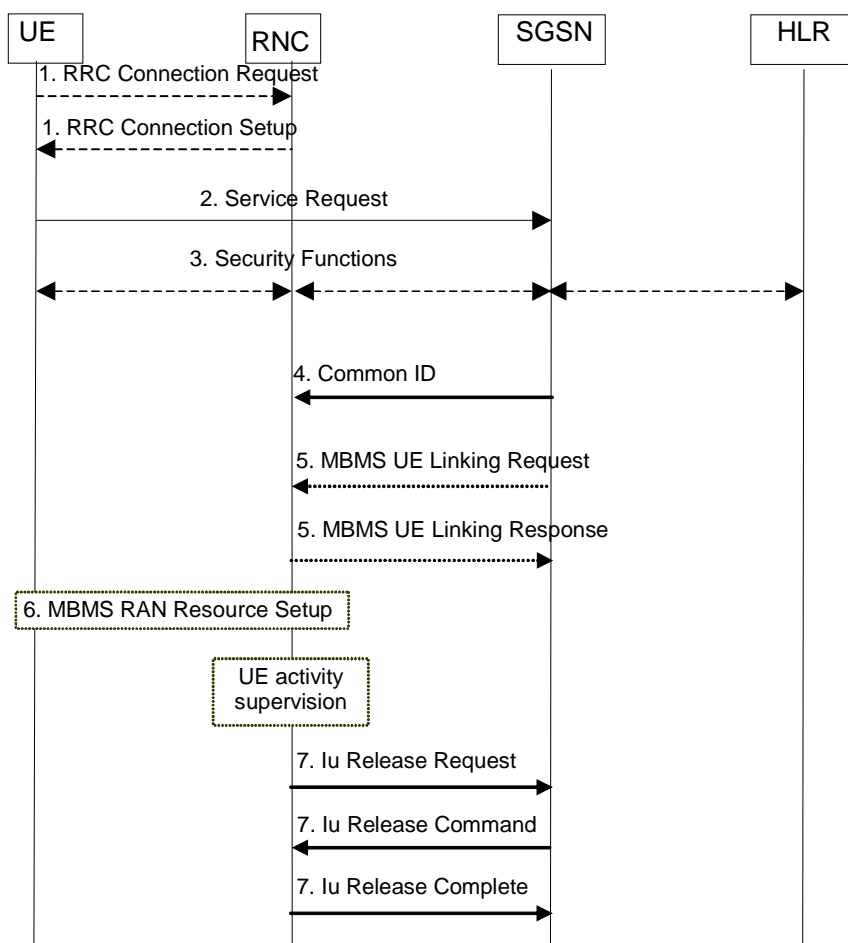 UE
RNC
SGSN
HLR
1. RRC Connection Request
1. RRC Connection Setup
2. Service Request
3. Security Functions
4. Common ID
5. MBMS UE Linking Request
5. MBMS UE Linking Response
6. MBMS RAN Resource Setup
UE activity
supervision
7. Iu Release Request
7. Iu Release Command
7. Iu Release Complete